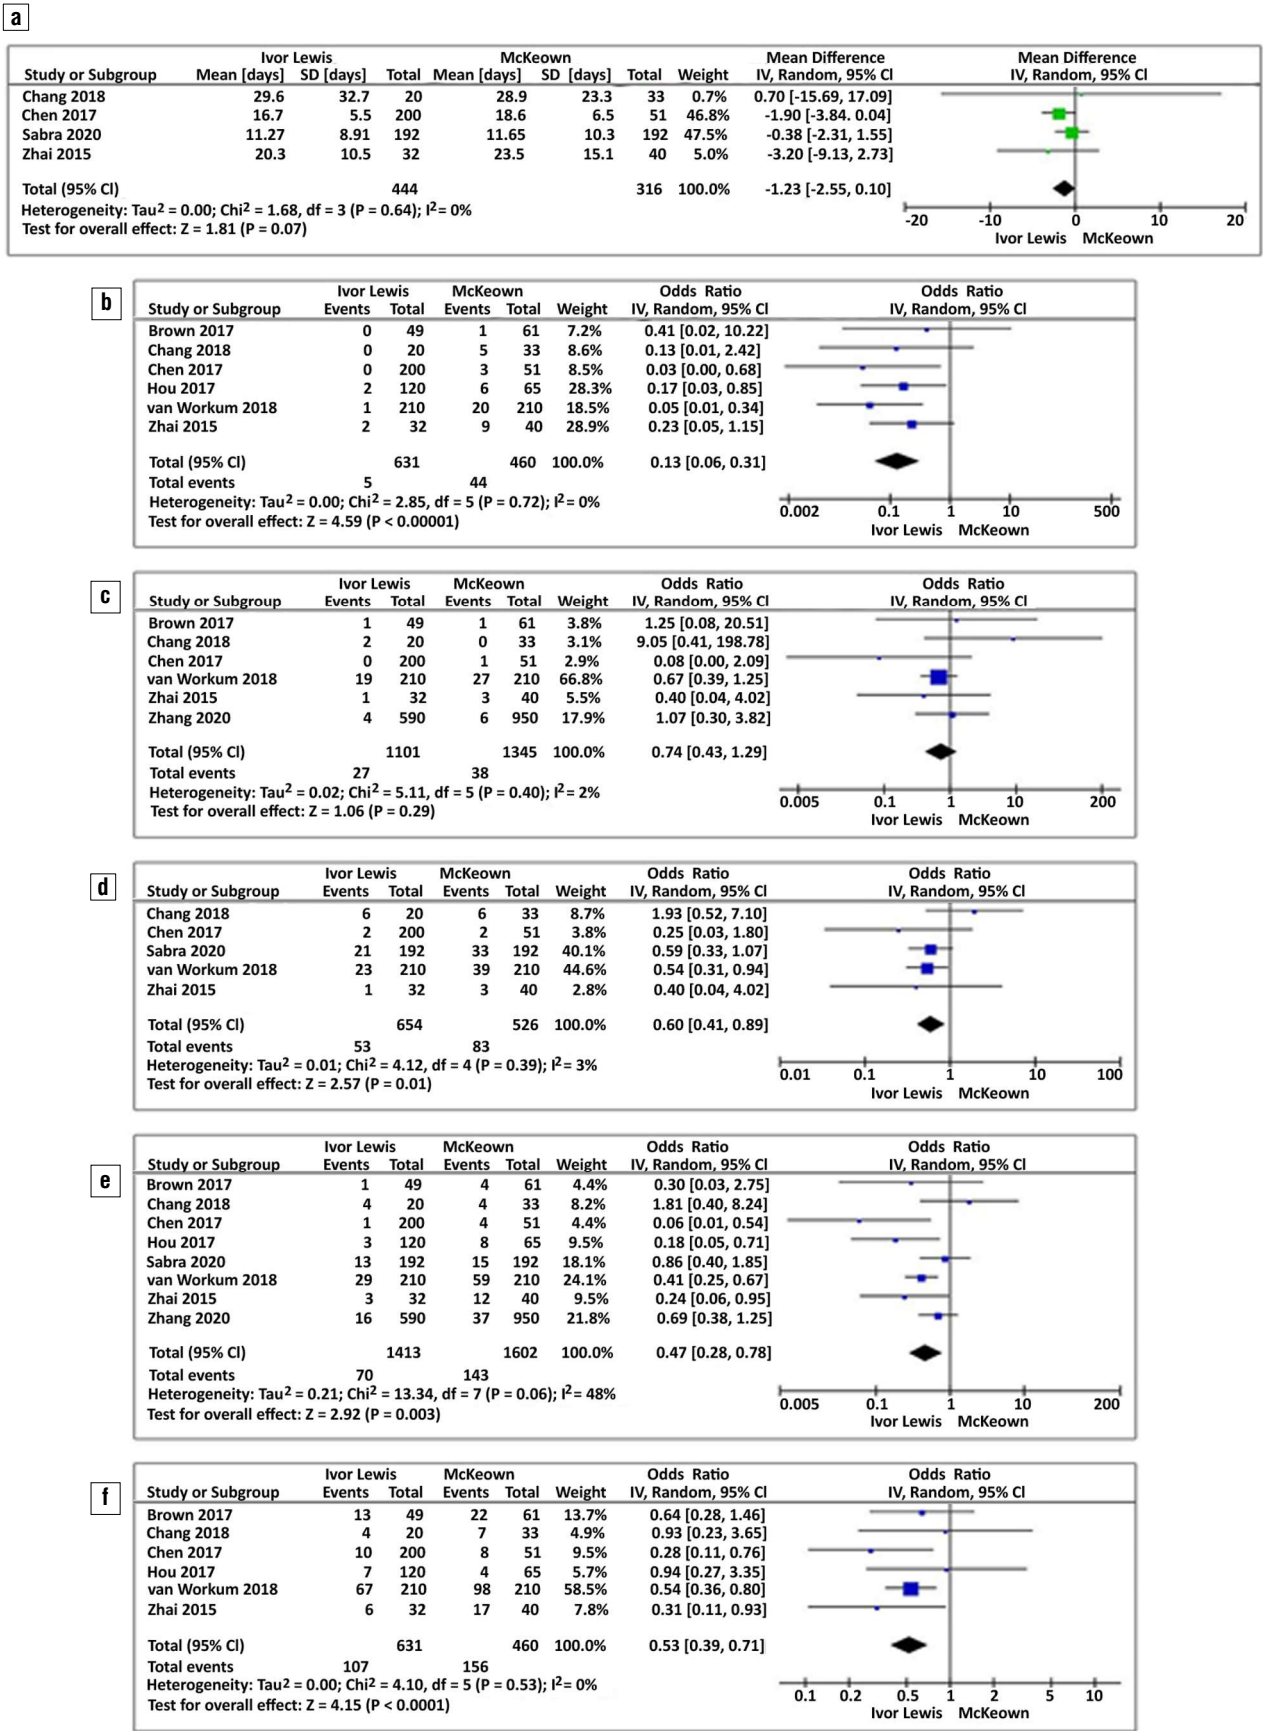 a
Ivor Lewis McKeown Mean Difference Mean Difference
Study or Subgroup Mean [days] SD [days] Total Mean [days] SD [days] Total Weight IV, Random, 95% CI IV, Random, 95% CI
Chang 2018 29.6 32.7 20 28.9 23.3 33 0.7% 0.70 [-15.69, 17.09]
Chen 2017 16.7 5.5 200 18.6 6.5 51 46.8% -1.90 [-3.84. 0.04]
Sabra 2020 11.27 8.91 192 11.65 10.3 192 47.5% -0.38 [-2.31, 1.55]
Zhai 2015 20.3 10.5 32 23.5 15.1 40 5.0% -3.20 [-9.13, 2.73]
Total (95% CI) 444 316 100.0% -1.23 [-2.55, 0.10]
Heterogeneity: Tau² = 0.00; Chi² = 1.68, df = 3 (P = 0.64); I² = 0%
Test for overall effect: Z = 1.81 (P = 0.07)
-20 -10 0 10 20
Ivor Lewis McKeown
b
Ivor Lewis McKeown Odds Ratio Odds Ratio
Study or Subgroup Events Total Events Total Weight IV, Random, 95% CI IV, Random, 95% CI
Brown 2017 0 49 1 61 7.2% 0.41 [0.02, 10.22]
Chang 2018 0 20 5 33 8.6% 0.13 [0.01, 2.42]
Chen 2017 0 200 3 51 8.5% 0.03 [0.00, 0.68]
Hou 2017 2 120 6 65 28.3% 0.17 [0.03, 0.85]
van Workum 2018 1 210 20 210 18.5% 0.05 [0.01, 0.34]
Zhai 2015 2 32 9 40 28.9% 0.23 [0.05, 1.15]
Total (95% CI) 631 460 100.0% 0.13 [0.06, 0.31]
Total events 5 44
Heterogeneity: Tau² = 0.00; Chi² = 2.85, df = 5 (P = 0.72); I² = 0%
Test for overall effect: Z = 4.59 (P < 0.00001)
0.002 0.1 1 10 500
Ivor Lewis McKeown
c
Ivor Lewis McKeown Odds Ratio Odds Ratio
Study or Subgroup Events Total Events Total Weight IV, Random, 95% CI IV, Random, 95% CI
Brown 2017 1 49 1 61 3.8% 1.25 [0.08, 20.51]
Chang 2018 2 20 0 33 3.1% 9.05 [0.41, 198.78]
Chen 2017 0 200 1 51 2.9% 0.08 [0.00, 2.09]
van Workum 2018 19 210 27 210 66.8% 0.67 [0.39, 1.25]
Zhai 2015 1 32 3 40 5.5% 0.40 [0.04, 4.02]
Zhang 2020 4 590 6 950 17.9% 1.07 [0.30, 3.82]
Total (95% CI) 1101 1345 100.0% 0.74 [0.43, 1.29]
Total events 27 38
Heterogeneity: Tau² = 0.02; Chi² = 5.11, df = 5 (P = 0.40); I² = 2%
Test for overall effect: Z = 1.06 (P = 0.29)
0.005 0.1 1 10 200
Ivor Lewis McKeown
d
Ivor Lewis McKeown Odds Ratio Odds Ratio
Study or Subgroup Events Total Events Total Weight IV, Random, 95% CI IV, Random, 95% CI
Chang 2018 6 20 6 33 8.7% 1.93 [0.52, 7.10]
Chen 2017 2 200 2 51 3.8% 0.25 [0.03, 1.80]
Sabra 2020 21 192 33 192 40.1% 0.59 [0.33, 1.07]
van Workum 2018 23 210 39 210 44.6% 0.54 [0.31, 0.94]
Zhai 2015 1 32 3 40 2.8% 0.40 [0.04, 4.02]
Total (95% CI) 654 526 100.0% 0.60 [0.41, 0.89]
Total events 53 83
Heterogeneity: Tau² = 0.01; Chi² = 4.12, df = 4 (P = 0.39); I² = 3%
Test for overall effect: Z = 2.57 (P = 0.01)
0.01 0.1 1 10 100
Ivor Lewis McKeown
e
Ivor Lewis McKeown Odds Ratio Odds Ratio
Study or Subgroup Events Total Events Total Weight IV, Random, 95% CI IV, Random, 95% CI
Brown 2017 1 49 4 61 4.4% 0.30 [0.03, 2.75]
Chang 2018 4 20 4 33 8.2% 1.81 [0.40, 8.24]
Chen 2017 1 200 4 51 4.4% 0.06 [0.01, 0.54]
Hou 2017 3 120 8 65 9.5% 0.18 [0.05, 0.71]
Sabra 2020 13 192 15 192 18.1% 0.86 [0.40, 1.85]
van Workum 2018 29 210 59 210 24.1% 0.41 [0.25, 0.67]
Zhai 2015 3 32 12 40 9.5% 0.24 [0.06, 0.95]
Zhang 2020 16 590 37 950 21.8% 0.69 [0.38, 1.25]
Total (95% CI) 1413 1602 100.0% 0.47 [0.28, 0.78]
Total events 70 143
Heterogeneity: Tau² = 0.21; Chi² = 13.34, df = 7 (P = 0.06); I² = 48%
Test for overall effect: Z = 2.92 (P = 0.003)
0.005 0.1 1 10 200
Ivor Lewis McKeown
f
Ivor Lewis McKeown Odds Ratio Odds Ratio
Study or Subgroup Events Total Events Total Weight IV, Random, 95% CI IV, Random, 95% CI
Brown 2017 13 49 22 61 13.7% 0.64 [0.28, 1.46]
Chang 2018 4 20 7 33 4.9% 0.93 [0.23, 3.65]
Chen 2017 10 200 8 51 9.5% 0.28 [0.11, 0.76]
Hou 2017 7 120 4 65 5.7% 0.94 [0.27, 3.35]
van Workum 2018 67 210 98 210 58.5% 0.54 [0.36, 0.80]
Zhai 2015 6 32 17 40 7.8% 0.31 [0.11, 0.93]
Total (95% CI) 631 460 100.0% 0.53 [0.39, 0.71]
Total events 107 156
Heterogeneity: Tau² = 0.00; Chi² = 4.10, df = 5 (P = 0.53); I² = 0%
Test for overall effect: Z = 4.15 (P < 0.0001)
0.1 0.2 0.5 1 2 5 10
Ivor Lewis McKeown